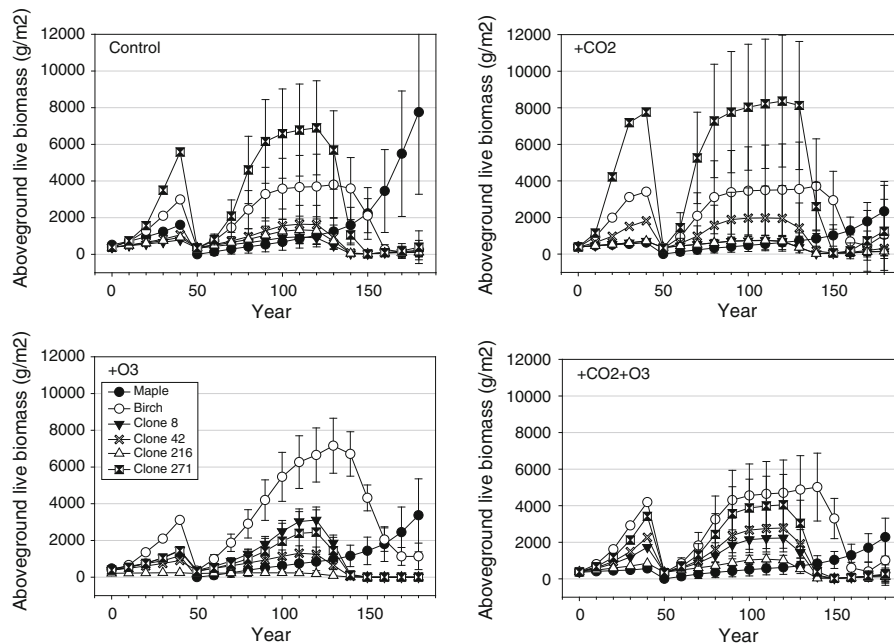 Control
Aboveground live biomass (g/m2)
12000
10000
8000
6000
4000
2000
0
0 50 100 150
Year
+CO2
Aboveground live biomass (g/m2)
12000
10000
8000
6000
4000
2000
0
0 50 100 150
Year
+O3
Aboveground live biomass (g/m2)
12000
10000
8000
6000
4000
2000
0
Maple
Birch
Clone 8
Clone 42
Clone 216
Clone 271
0 50 100 150
Year
+CO2+O3
Aboveground live biomass (g/m2)
12000
10000
8000
6000
4000
2000
0
0 50 100 150
Year